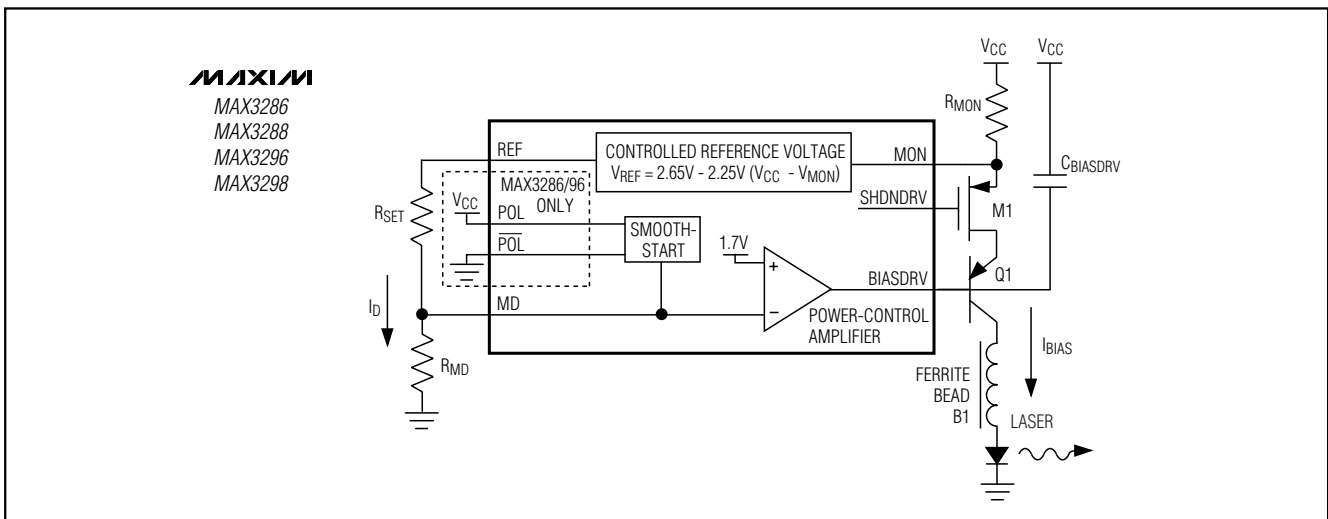 MAXIM
MAX3286
MAX3288
MAX3296
MAX3298
VCC
VCC
RMON
CBIASDRV
REF
CONTROLLED REFERENCE VOLTAGE
VREF = 2.65V - 2.25V (VCC - VMON)
MON
MAX3286/96
ONLY
VCC
POL
POL
SMOOTH-
START
SHDNDRV
M1
RSET
1.7V
+
−
BIASDRV
Q1
POWER-CONTROL
AMPLIFIER
ID
MD
RMD
IBIAS
FERRITE
BEAD
B1
LASER